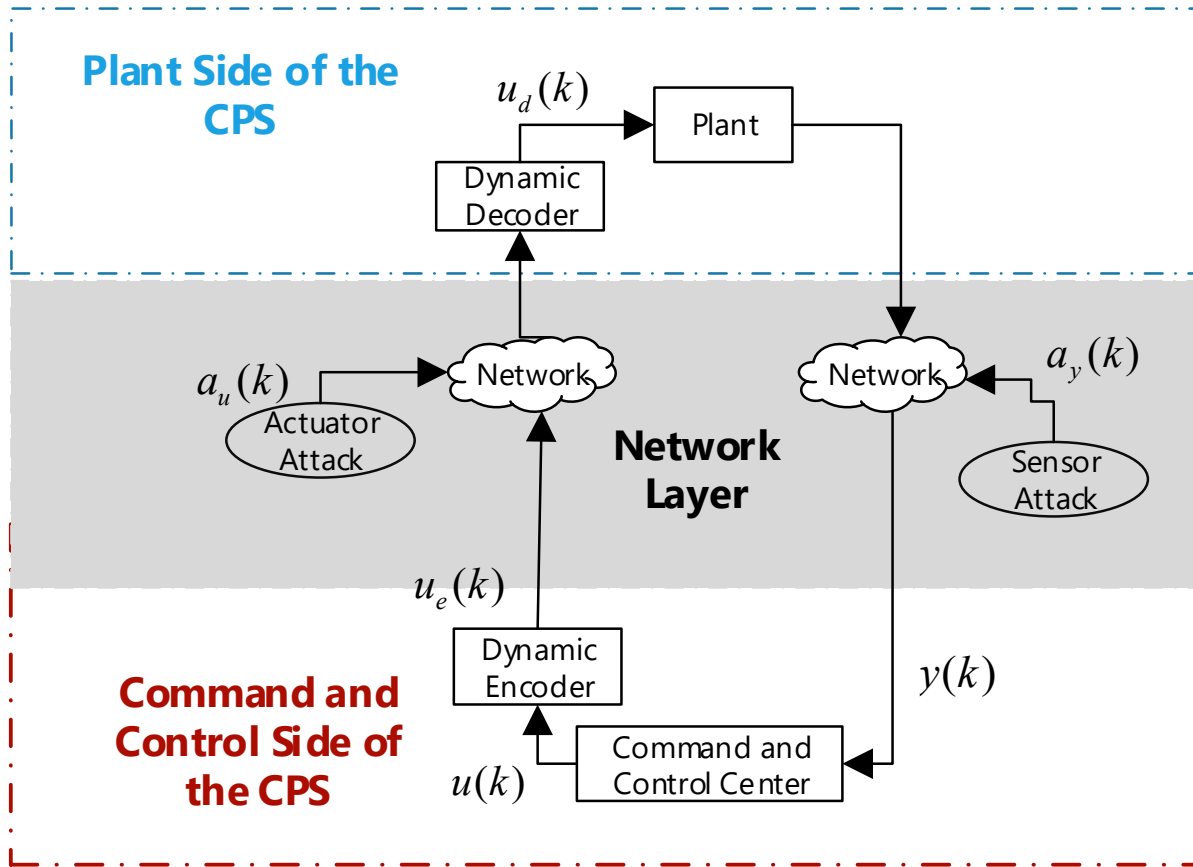 Plant Side of the
CPS
u_d(k)
Plant
Dynamic
Decoder
a_u(k)
Network
Network
a_y(k)
Actuator
Attack
Network
Layer
Sensor
Attack
u_e(k)
Dynamic
Encoder
y(k)
Command and
Control Side of
the CPS
u(k)
Command and
Control Center